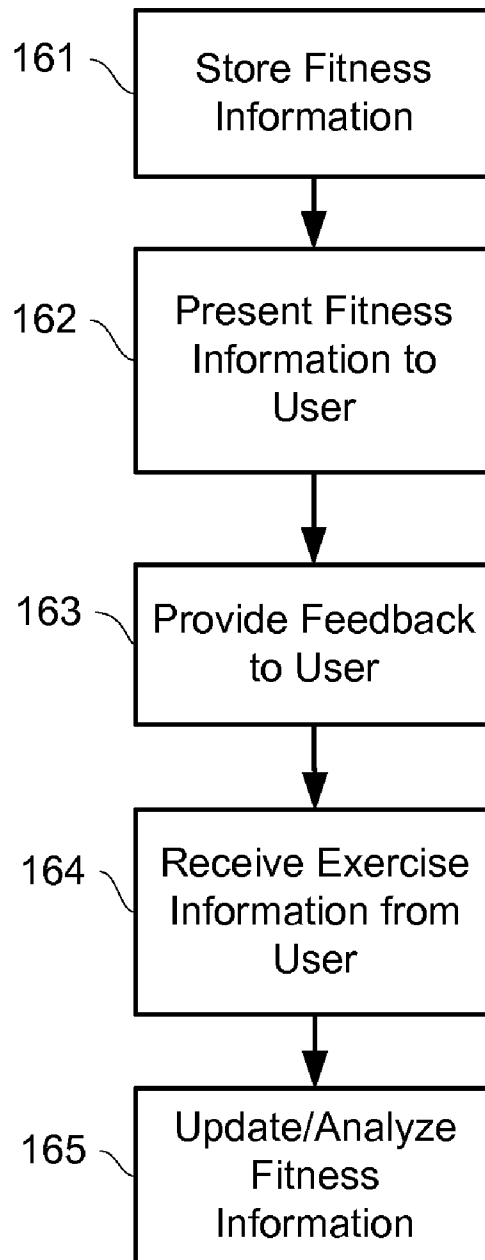 161
Store Fitness
Information
162
Present Fitness
Information to
User
163
Provide Feedback
to User
164
Receive Exercise
Information from
User
165
Update/Analyze
Fitness
Information